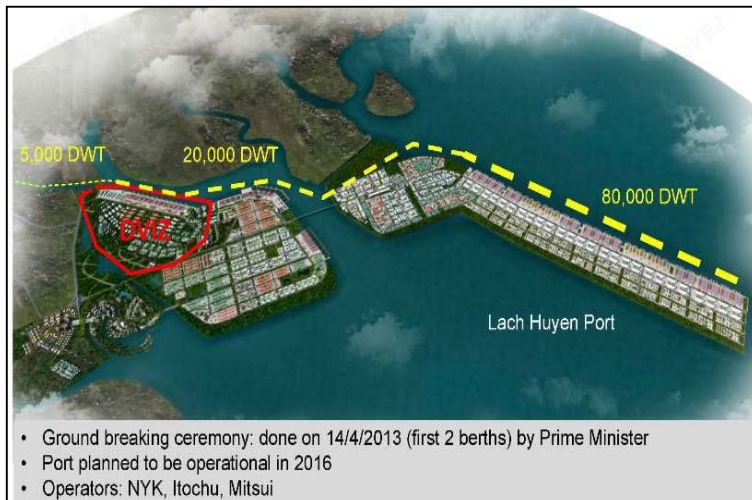 5,000 DWT
20,000 DWT
80,000 DWT
DVIZ
Lach Huyen Port
• Ground breaking ceremony: done on 14/4/2013 (first 2 berths) by Prime Minister
• Port planned to be operational in 2016
• Operators: NYK, Itochu, Mitsui